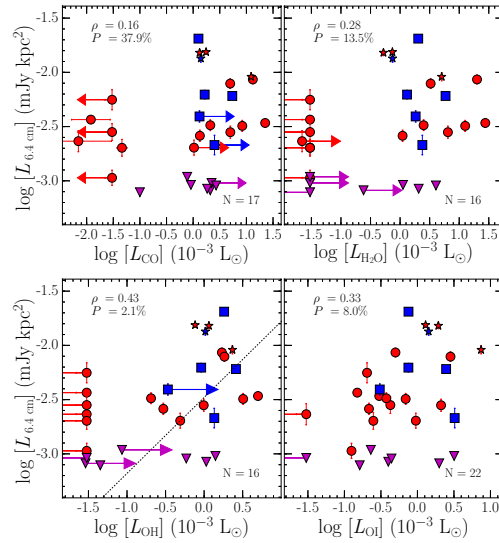 ρ = 0.16
P = 37.9%
N = 17
-1.5
-2.0
-2.5
-3.0
log [L6.4 cm] (mJy kpc²)
-2.0 -1.5 -1.0 -0.5 0.0 0.5 1.0
log [LCO] (10⁻³ L☉)
ρ = 0.28
P = 13.5%
N = 16
-1.5 -1.0 -0.5 0.0 0.5 1.0
log [LH₂O] (10⁻³ L☉)
ρ = 0.43
P = 2.1%
N = 16
-1.5
-2.0
-2.5
-3.0
log [L6.4 cm] (mJy kpc²)
-1.5 -1.0 -0.5 0.0 0.5
log [LOH] (10⁻³ L☉)
ρ = 0.33
P = 8.0%
N = 22
-1.5 -1.0 -0.5 0.0 0.5 1.0
log [LOI] (10⁻³ L☉)